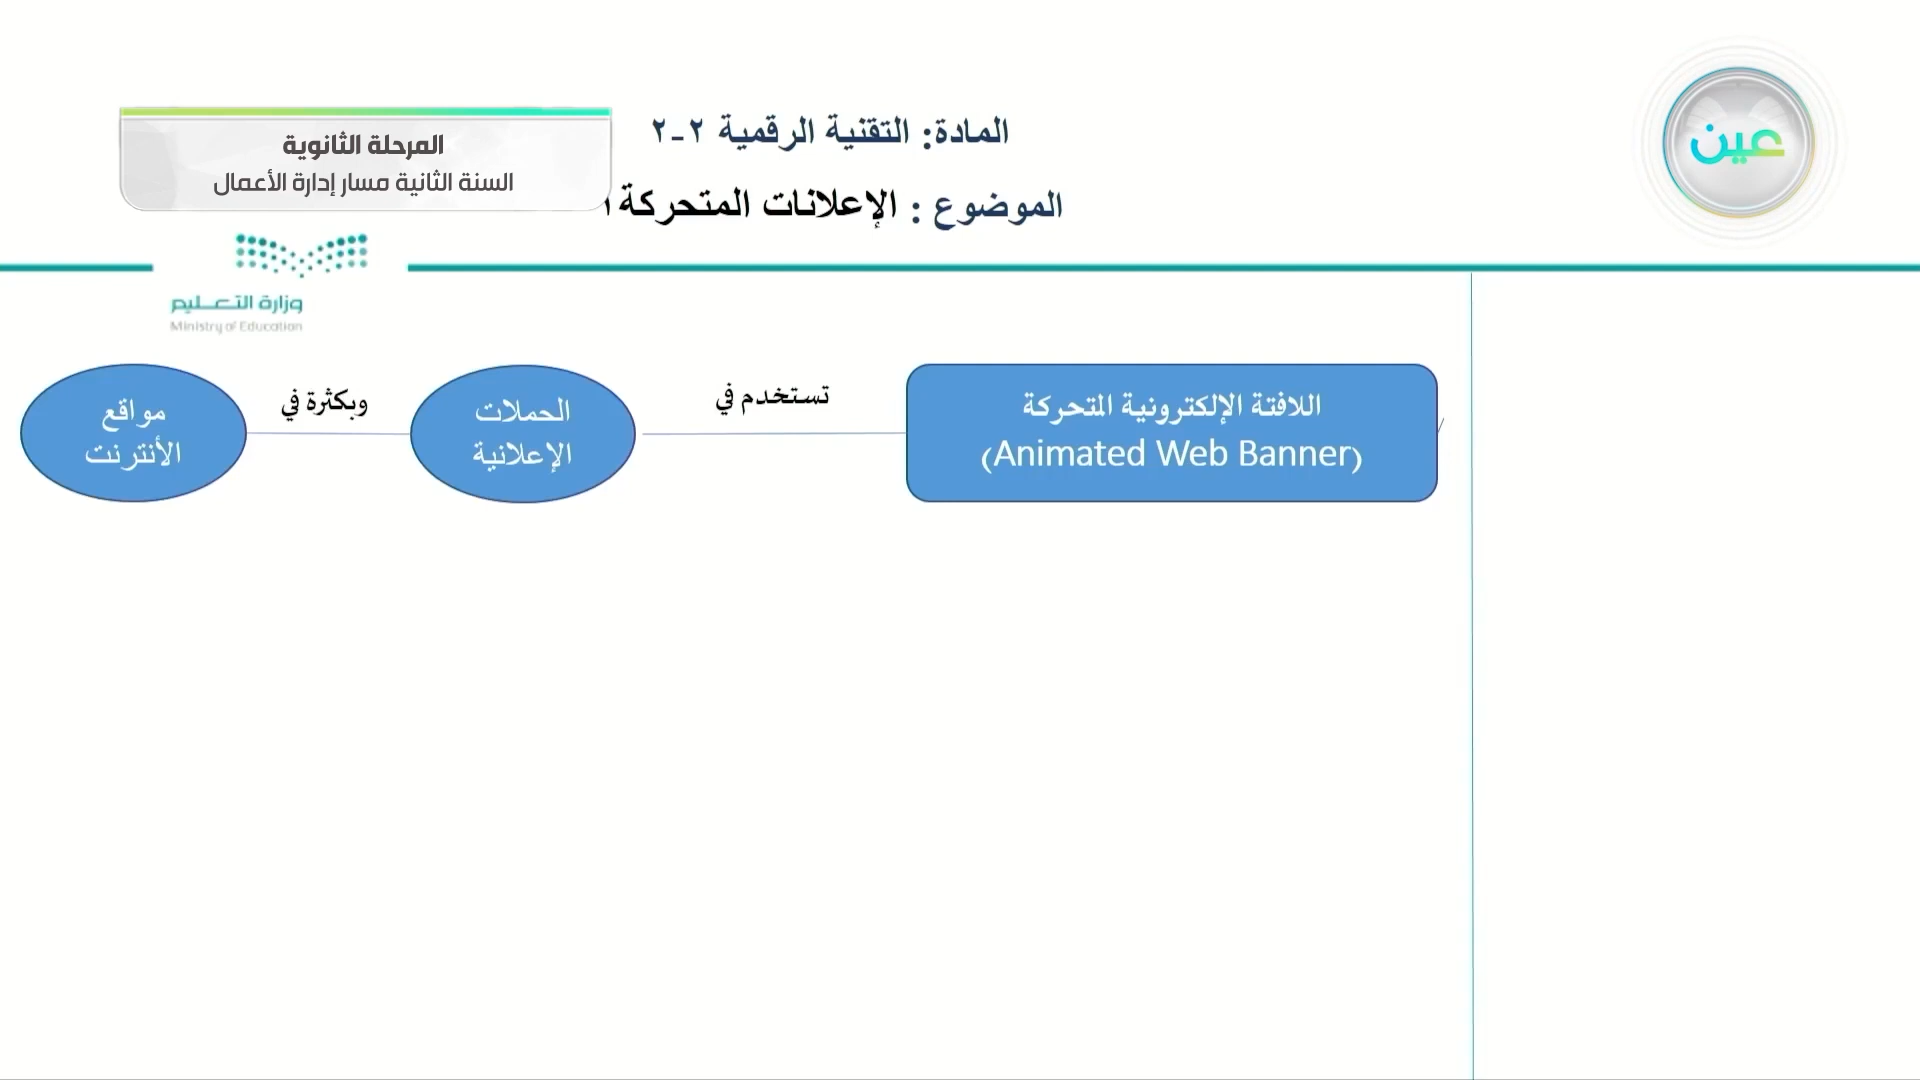 عين
المادة: التقنية الرقمية ٢-٢
الموضوع : الإعلانات المتحركة ١
المرحلة الثانوية
السنة الثانية مسار إدارة الأعمال
وزارة التعليم
Ministry of Education
اللافتة الإلكترونية المتحركة
(Animated Web Banner)
تستخدم في
الحملات
الإعلانية
وبكثرة في
مواقع
الأنترنت